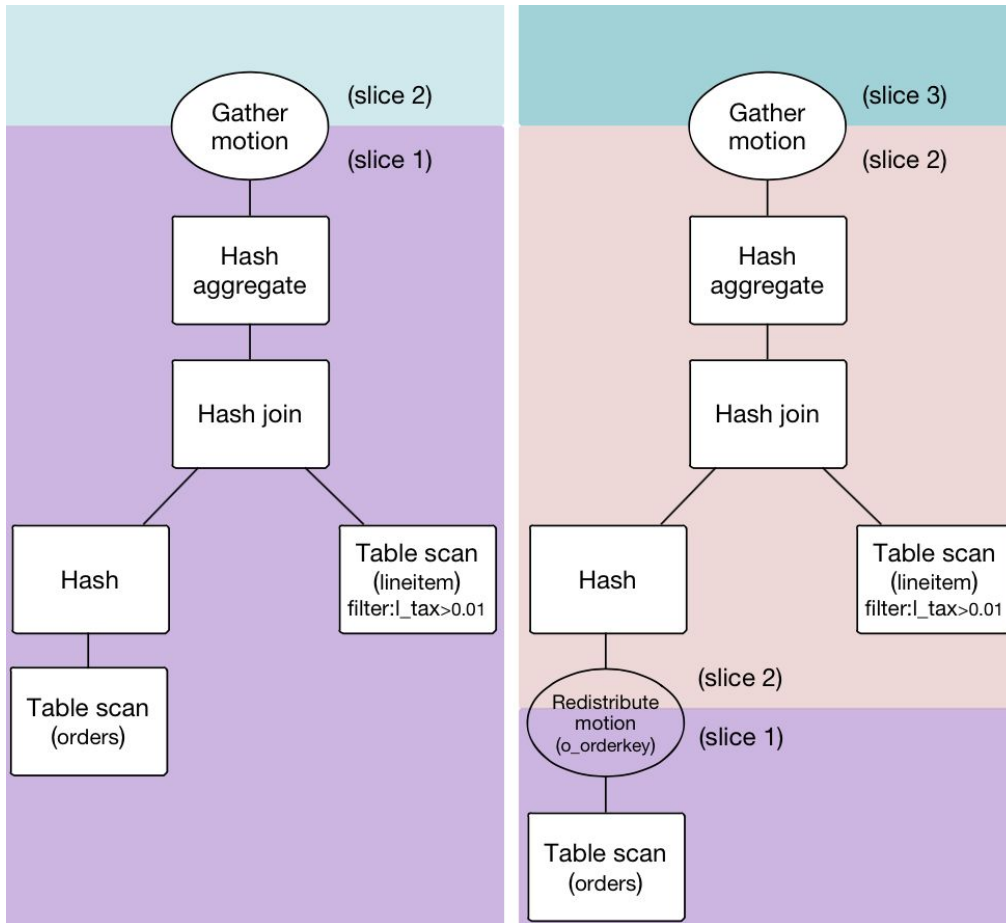 Gather
motion
(slice 2)
(slice 1)
Hash
aggregate
Hash join
Hash
Table scan
(lineitem)
filter:l_tax>0.01
Table scan
(orders)
Gather
motion
(slice 3)
(slice 2)
Hash
aggregate
Hash join
Hash
Table scan
(lineitem)
filter:l_tax>0.01
Redistribute
motion
(o_orderkey)
(slice 2)
(slice 1)
Table scan
(orders)